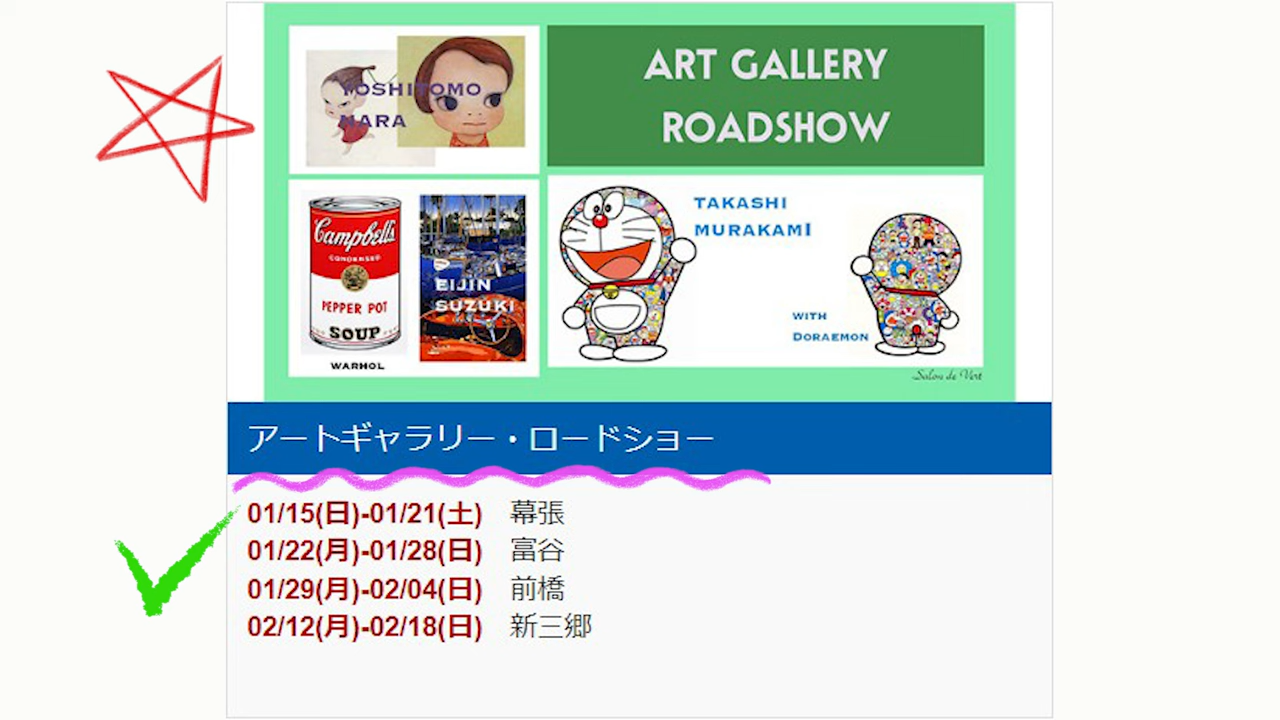 YOSHITOMO
NARA
ART GALLERY
ROADSHOW
Campbell's
CONDENSED
PEPPER POT
SOUP
WARHOL
EIJIN
SUZUKI
TAKASHI
MURAKAMI
WITH
DORAEMON
Salon de Vert
アートギャラリー・ロードショー
01/15(日)-01/21(土) 幕張
01/22(月)-01/28(日) 富谷
01/29(月)-02/04(日) 前橋
02/12(月)-02/18(日) 新三郷